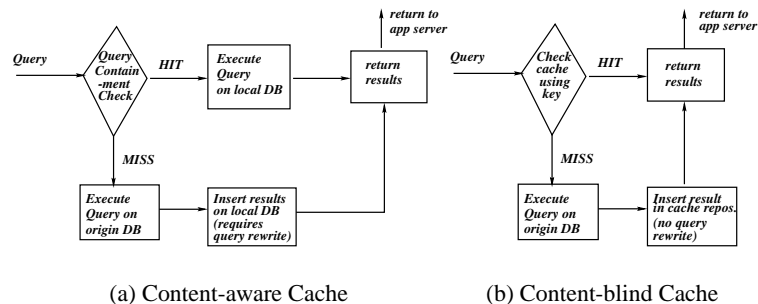 return to
app server
Query
Query
Contain
-ment
Check
HIT
Execute
Query
on local DB
return
results
MISS
Execute
Query on
origin DB
Insert results
on local DB
(requires
query rewrite)
(a) Content-aware Cache
return to
app server
Query
Check
cache
using
key
HIT
return
results
MISS
Execute
Query on
origin DB
Insert result
in cache repos.
(no query
rewrite)
(b) Content-blind Cache